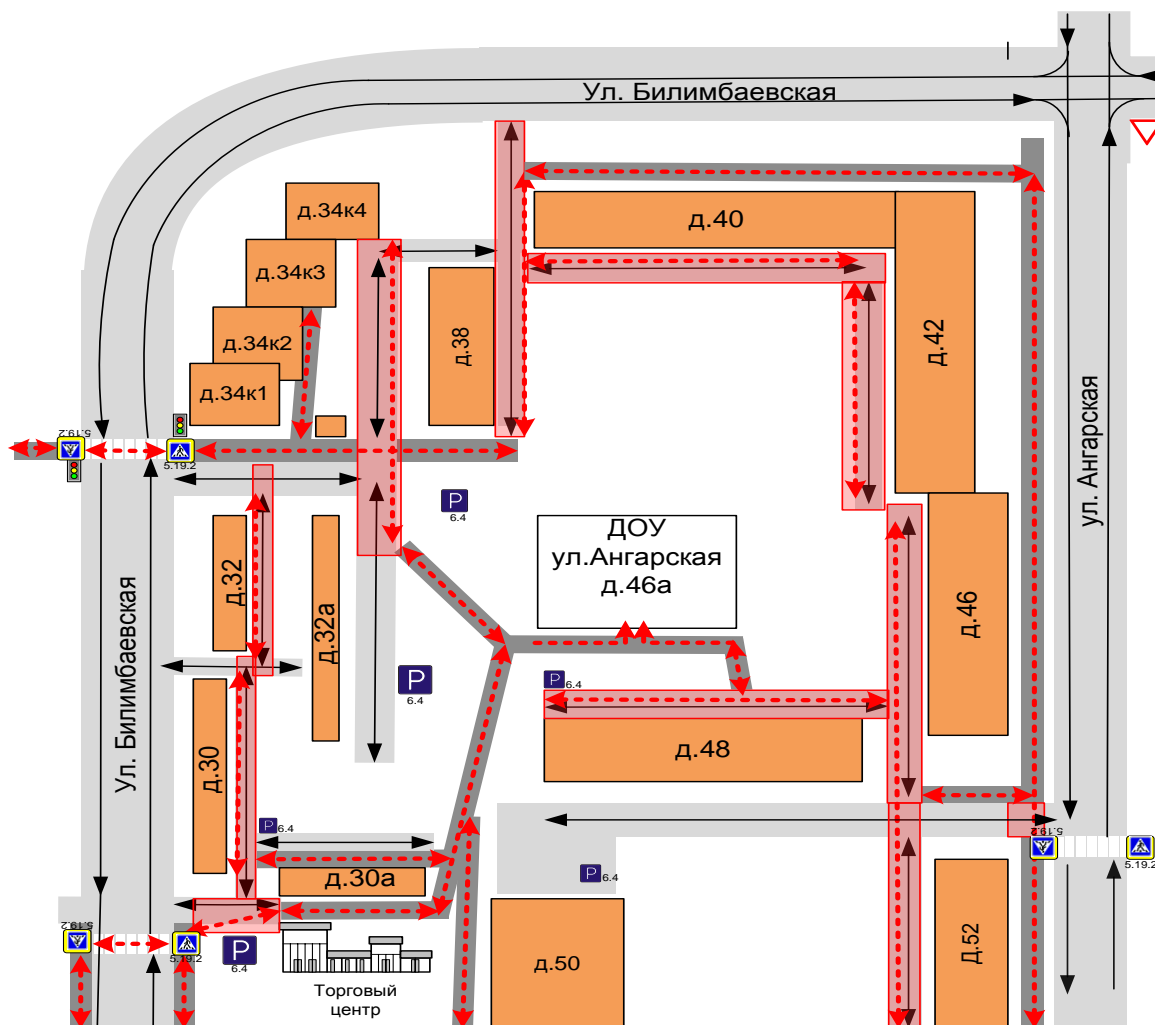 Ул. Билимбаевская
д.34к4
д.40
д.34к3
д.34к2
д.38
д.42
д.34к1
ул. Ангарская
5.19.2
5.19.2
P
6.4
ДОУ
ул.Ангарская
д.46а
д.32
д.32а
д.46
Ул. Билимбаевская
P
6.4
P
6.4
д.30
д.48
P
6.4
5.19.2
5.19.2
P
6.4
д.30а
5.19.2
5.19.2
P
6.4
д.50
д.52
Торговый
центр